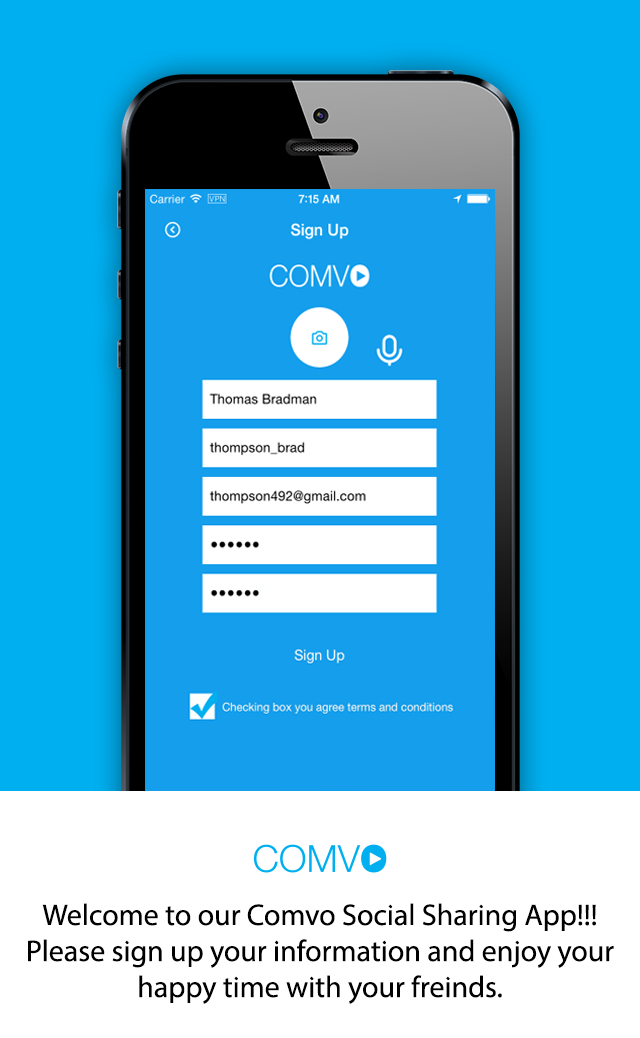 Carrier VPN 7:15 AM
Sign Up
COMVO
Thomas Bradman
thompson_brad
thompson492@gmail.com
••••••
••••••
Sign Up
Checking box you agree terms and conditions
COMVO
Welcome to our Comvo Social Sharing App!!!
Please sign up your information and enjoy your
happy time with your freinds.